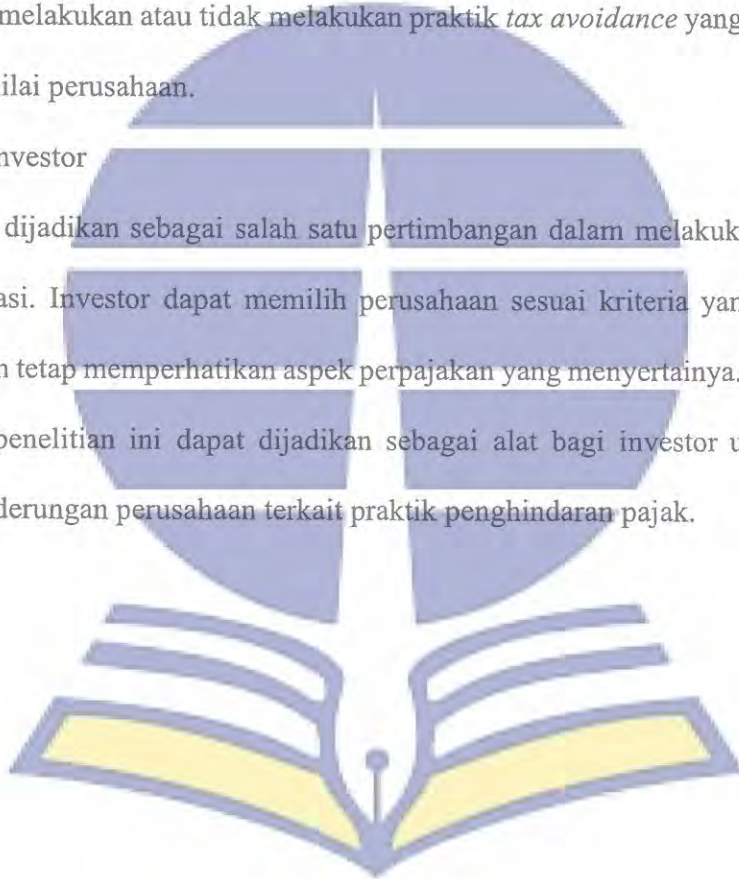 melakukan atau tidak melakukan praktik tax avoidance yang
nilai perusahaan.
investor
dijadikan sebagai salah satu pertimbangan dalam melakuk
asi. Investor dapat memilih perusahaan sesuai kriteria yan
n tetap memperhatikan aspek perpajakan yang menyertainya.
penelitian ini dapat dijadikan sebagai alat bagi investor u
derungan perusahaan terkait praktik penghindaran pajak.